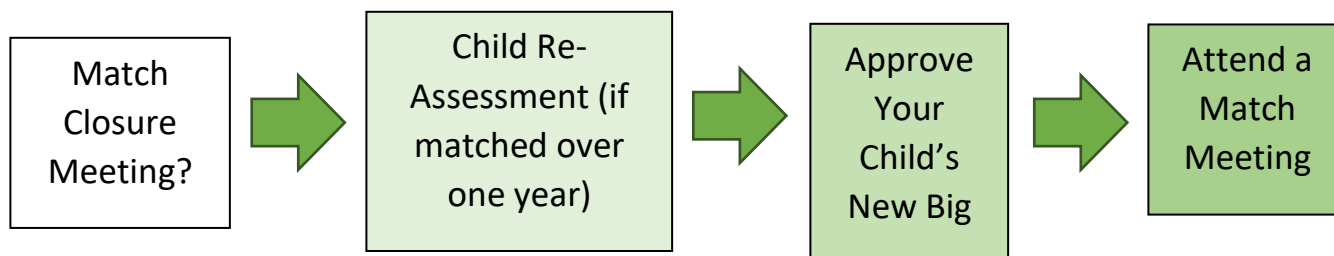 Match
Closure
Meeting?
Child Re-
Assessment (if
matched over
one year)
Approve
Your
Child’s
New Big
Attend a
Match
Meeting